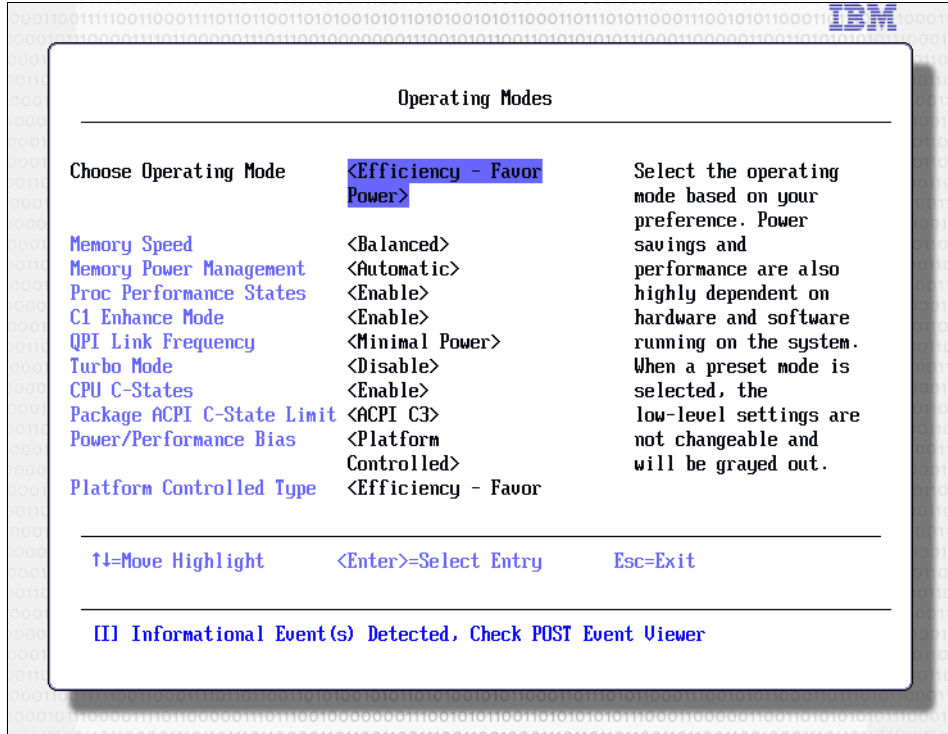 IBM
Operating Modes
Choose Operating Mode <Efficiency - Favor Power>
Memory Speed <Balanced>
Memory Power Management <Automatic>
Proc Performance States <Enable>
C1 Enhance Mode <Enable>
QPI Link Frequency <Minimal Power>
Turbo Mode <Disable>
CPU C-States <Enable>
Package ACPI C-State Limit <ACPI C3>
Power/Performance Bias <Platform Controlled>
Platform Controlled Type <Efficiency - Favor
Select the operating
mode based on your
preference. Power
savings and
performance are also
highly dependent on
hardware and software
running on the system.
When a preset mode is
selected, the
low-level settings are
not changeable and
will be grayed out.
↑↓=Move Highlight <Enter>=Select Entry Esc=Exit
[I] Informational Event(s) Detected, Check POST Event Viewer